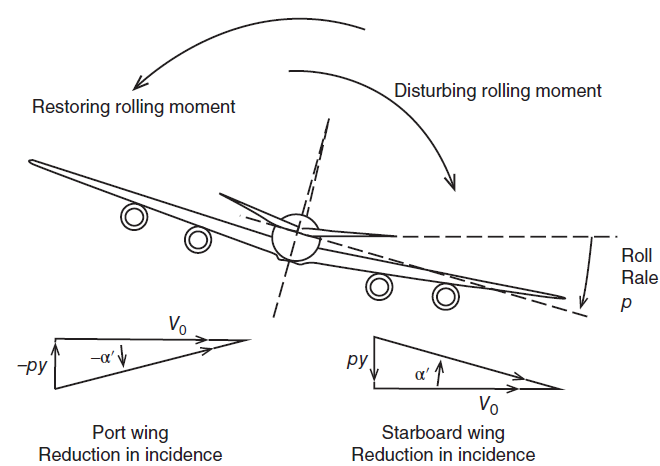 Disturbing rolling moment
Restoring rolling moment
Roll
Rale
p
V₀
-py
-α'
py
α'
V₀
Port wing
Reduction in incidence
Starboard wing
Reduction in incidence